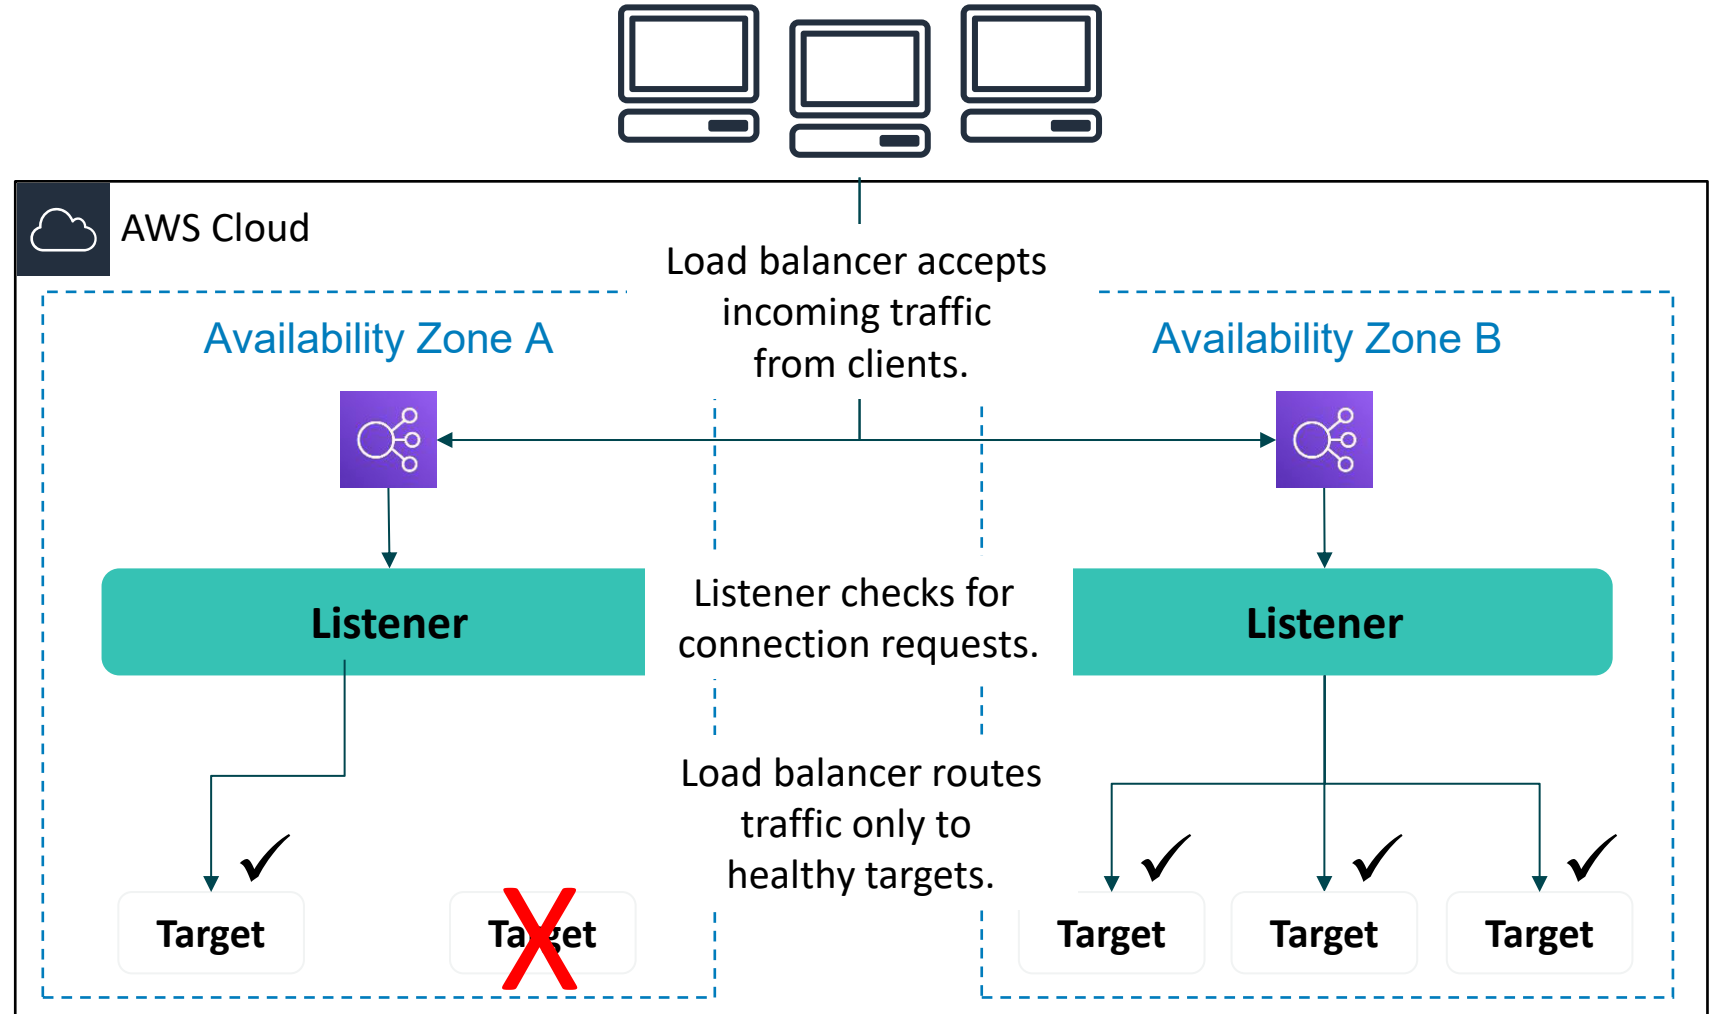 AWS Cloud
Load balancer accepts
incoming traffic
from clients.
Availability Zone A
Availability Zone B
Listener checks for
connection requests.
Listener
Listener
Load balancer routes
traffic only to
healthy targets.
Target
Target
Target
Target
Target